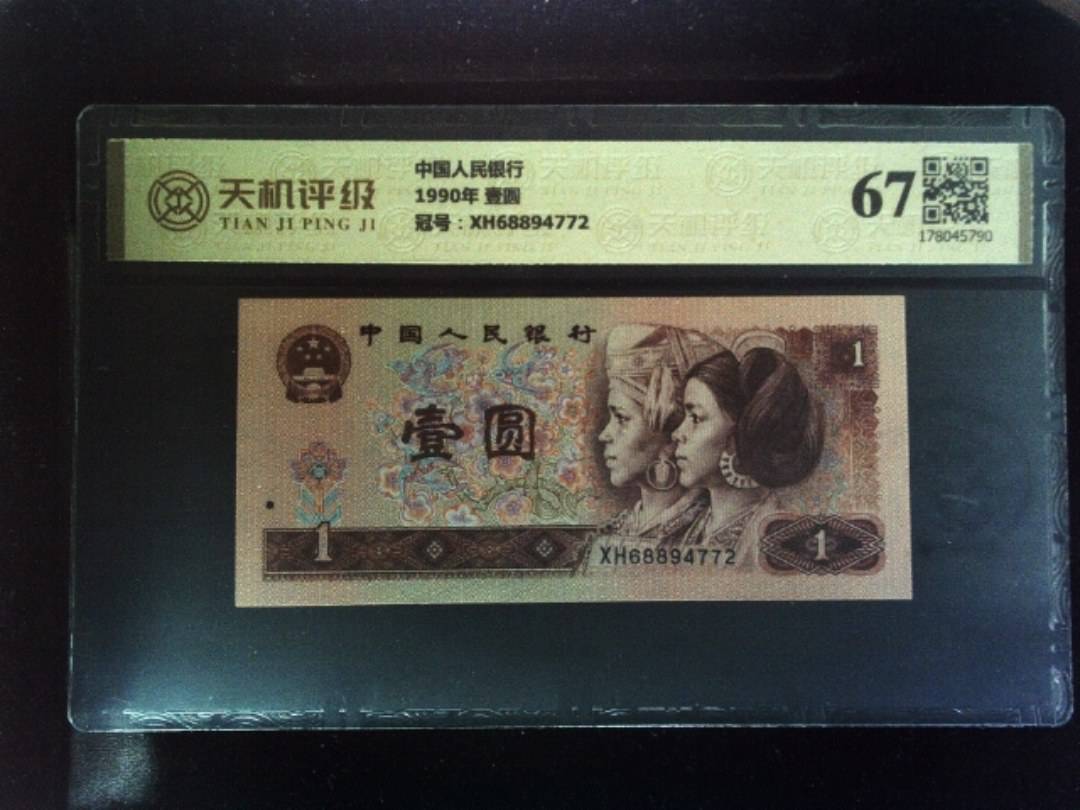 天机评级
TIAN JI PING JI
中国人民银行
1990年 壹圆
冠号：XH68894772
67
178045790
中国人民银行
1
壹圆
1
XH68894772
1